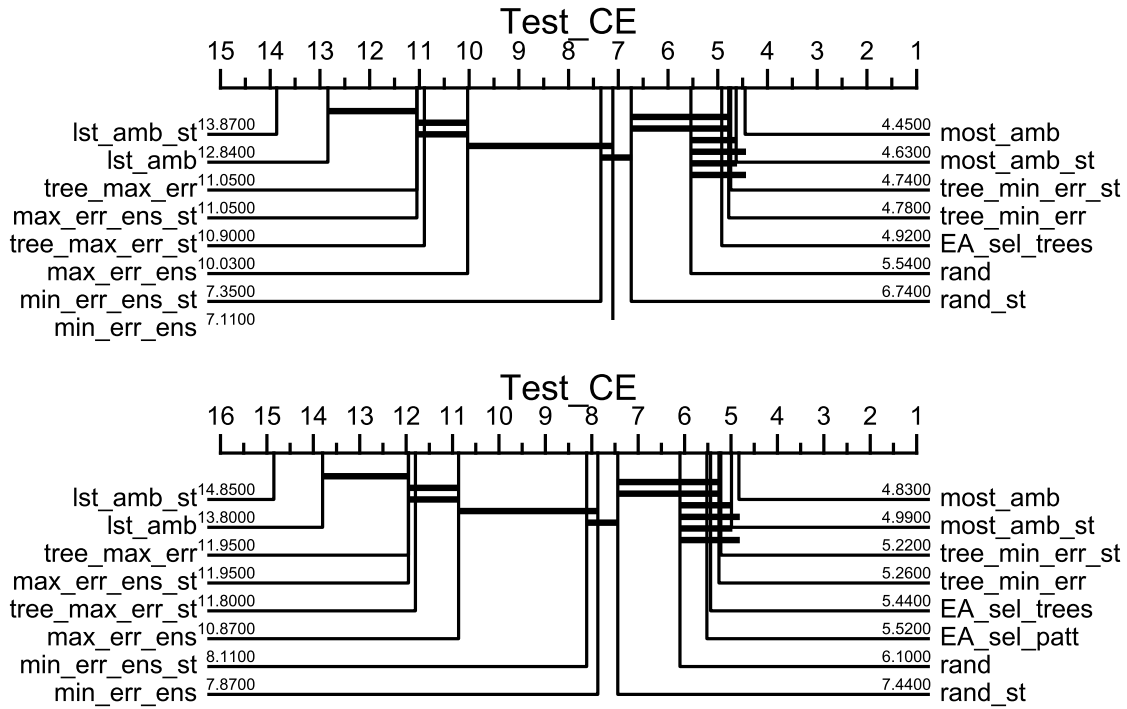 Test_CE
15 14 13 12 11 10 9 8 7 6 5 4 3 2 1
lst_amb_st 13.8700 4.4500 most_amb
lst_amb 12.8400 4.6300 most_amb_st
tree_max_err 11.0500 4.7400 tree_min_err_st
max_err_ens_st 11.0500 4.7800 tree_min_err
tree_max_err_st 10.9000 4.9200 EA_sel_trees
max_err_ens 10.0300 5.5400 rand
min_err_ens_st 7.3500 6.7400 rand_st
min_err_ens 7.1100
Test_CE
16 15 14 13 12 11 10 9 8 7 6 5 4 3 2 1
lst_amb_st 14.8500 4.8300 most_amb
lst_amb 13.8000 4.9900 most_amb_st
tree_max_err 11.9500 5.2200 tree_min_err_st
max_err_ens_st 11.9500 5.2600 tree_min_err
tree_max_err_st 11.8000 5.4400 EA_sel_trees
max_err_ens 10.8700 5.5200 EA_sel_patt
min_err_ens_st 8.1100 6.1000 rand
min_err_ens 7.8700 7.4400 rand_st